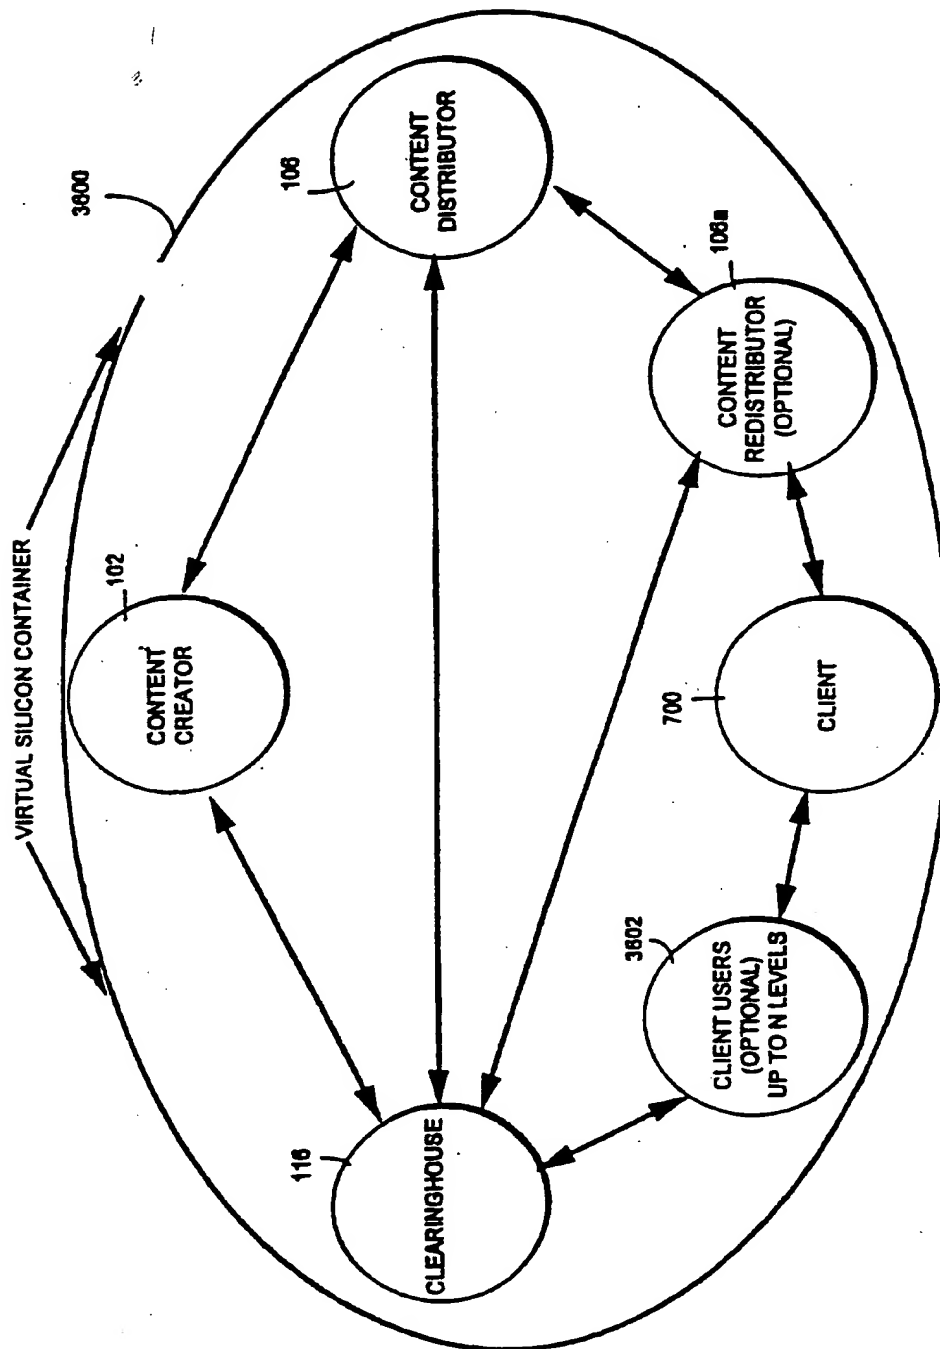 VIRTUAL SILICON CONTAINER
3600
102
CONTENT
CREATOR
106
CONTENT
DISTRIBUTOR
116
CLEARINGHOUSE
106a
CONTENT
REDISTRIBUTOR
(OPTIONAL)
3602
CLIENT USERS
(OPTIONAL)
UP TO N LEVELS
700
CLIENT